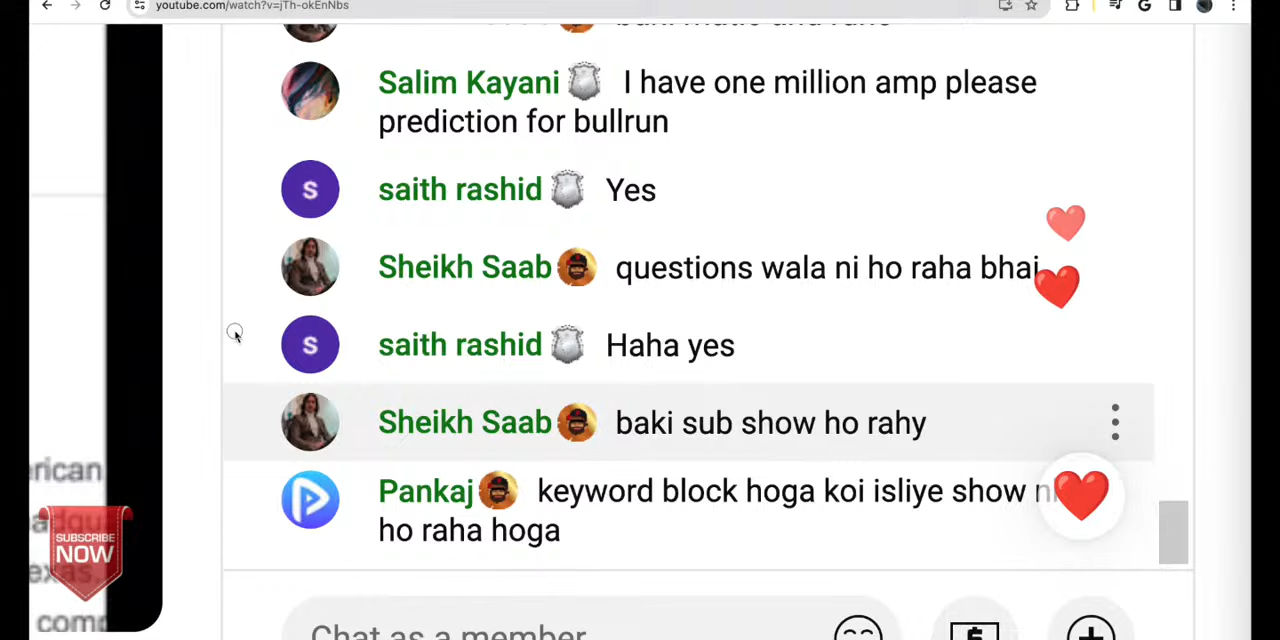 youtube.com/watch?v=jTh-okEnNbs
Salim Kayani I have one million amp please
prediction for bullrun
S saith rashid Yes
Sheikh Saab questions wala ni ho raha bhai
S saith rashid Haha yes
Sheikh Saab baki sub show ho rahy
Pankaj keyword block hoga koi isliye show
ho raha hoga
Chat as a member
erican
SUBSCRIBE
NOW